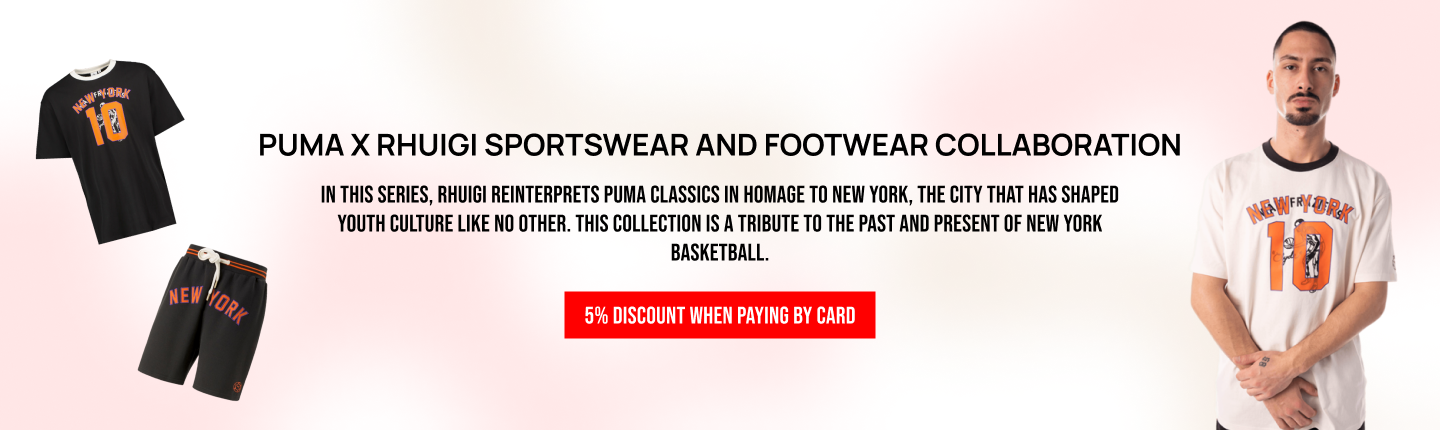 PUMA X RHUIGI SPORTSWEAR AND FOOTWEAR COLLABORATION
IN THIS SERIES, RHUIGI REINTERPRETS PUMA CLASSICS IN HOMAGE TO NEW YORK, THE CITY THAT HAS SHAPED
YOUTH CULTURE LIKE NO OTHER. THIS COLLECTION IS A TRIBUTE TO THE PAST AND PRESENT OF NEW YORK
BASKETBALL.
5% DISCOUNT WHEN PAYING BY CARD
NEW YORK
10
NEW YORK
NEW YORK
10